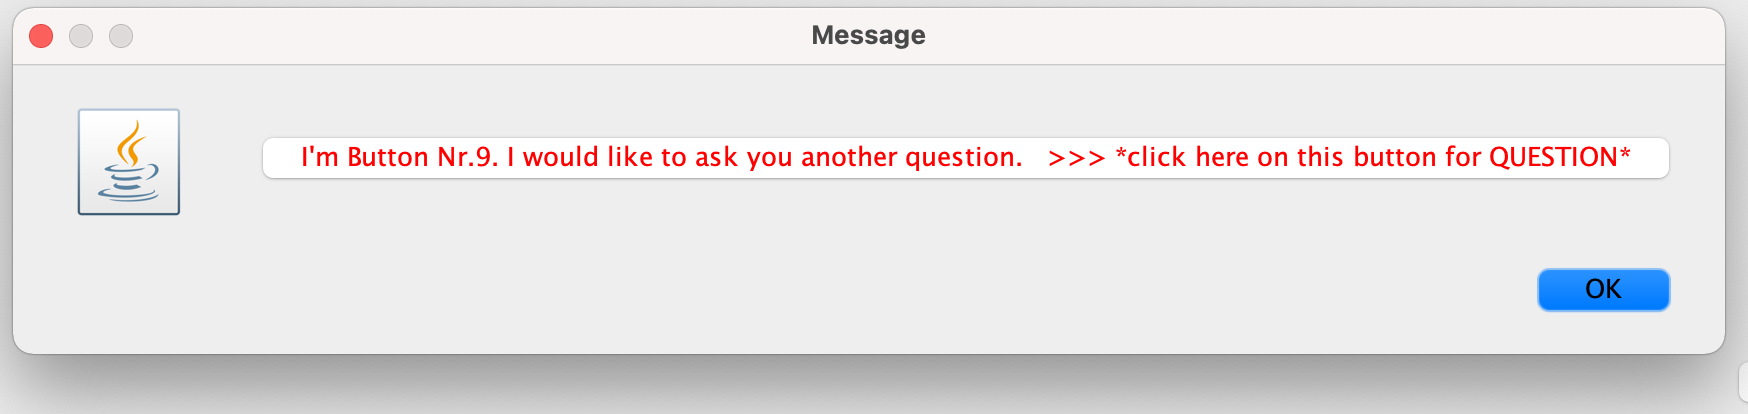 Message
I'm Button Nr.9. I would like to ask you another question.   >>> *click here on this button for QUESTION*
OK